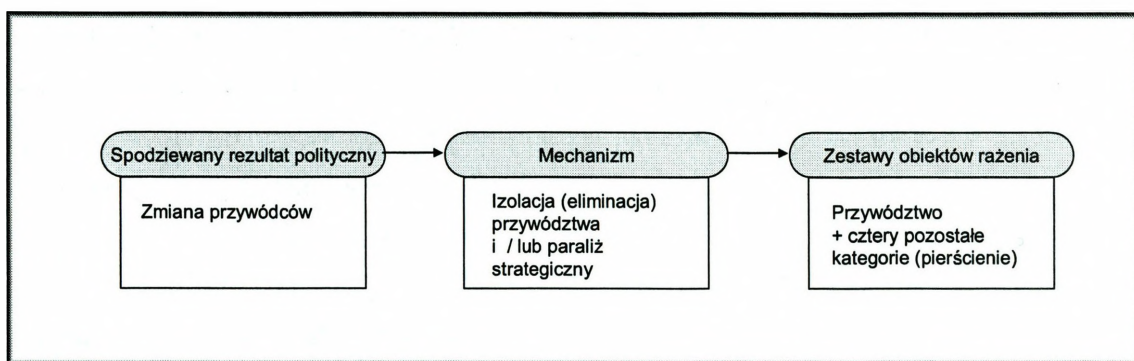 Spodziewany rezultat polityczny
Zmiana przywódców
Mechanizm
Izolacja (eliminacja)
przywództwa
i / lub paraliż
strategiczny
Zestawy obiektów rażenia
Przywództwo
+ cztery pozostałe
kategorie (pierścienie)